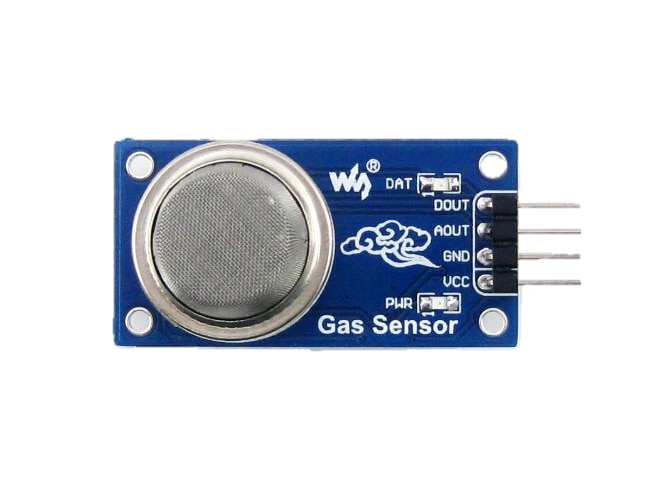 DAT
DOUT
AOUT
GND
VCC
PWR
Gas Sensor